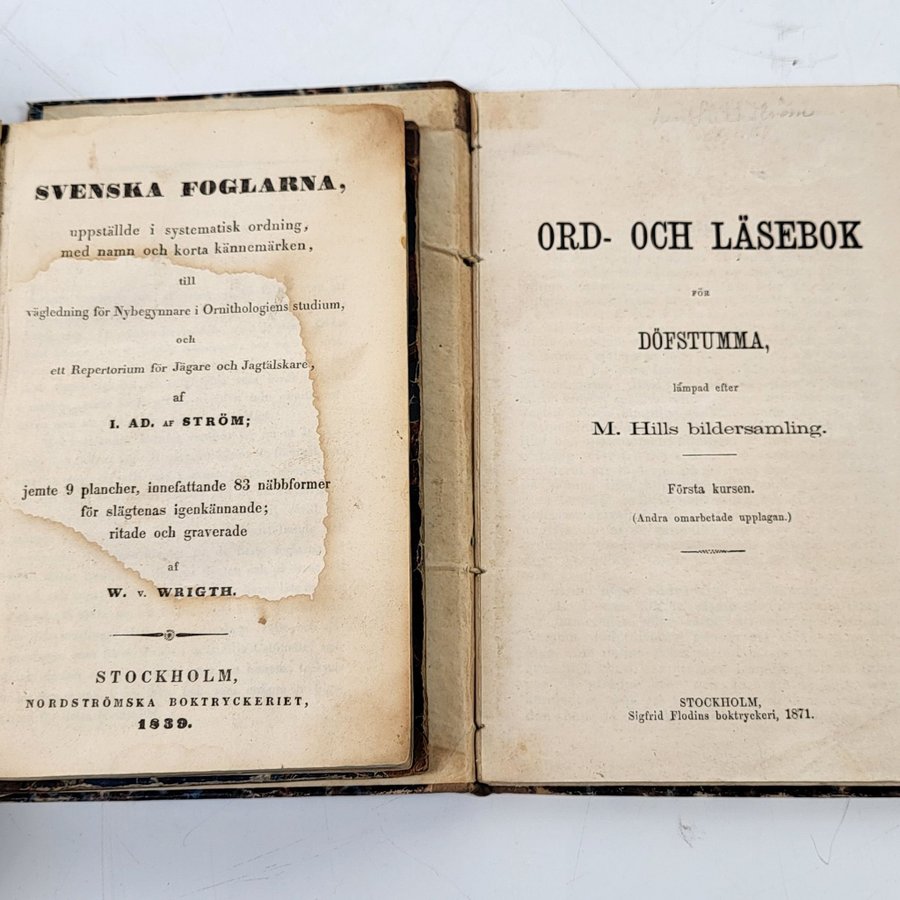 SVENSKA FOGLARNA,
uppställde i systematisk ordning,
med namn och korta kännemärken,
till
vägledning för Nybegynnare i Ornithologiens studium,
och
ett Repertorium för Jägare och Jagtälskare,
af
I. AD. AF STRÖM;
jemte 9 plancher, innefattande 83 näbbformer
för slägtenas igenkännande;
ritade och graverade
af
W. v. WRIGTH.
STOCKHOLM,
NORDSTRÖMSKA BOKTRYCKERIET,
1839.
ORD- OCH LÄSEBOK
FÖR
DÖFSTUMMA,
lämpad efter
M. Hills bildersamling.
Första kursen.
(Andra omarbetade upplagan.)
STOCKHOLM,
Sigfrid Flodins boktryckeri, 1871.